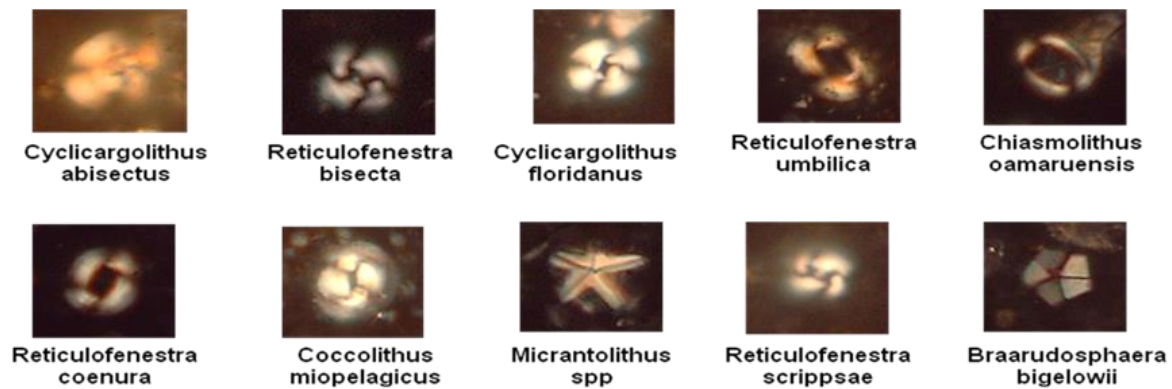 Cyclicargolithus
abisectus
Reticulofenestra
bisecta
Cyclicargolithus
floridanus
Reticulofenestra
umbilica
Chiasmolithus
oamaruensis
Reticulofenestra
coenura
Coccolithus
miopelagicus
Micrantolithus
spp
Reticulofenestra
scrippsae
Braarudosphaera
bigelowii